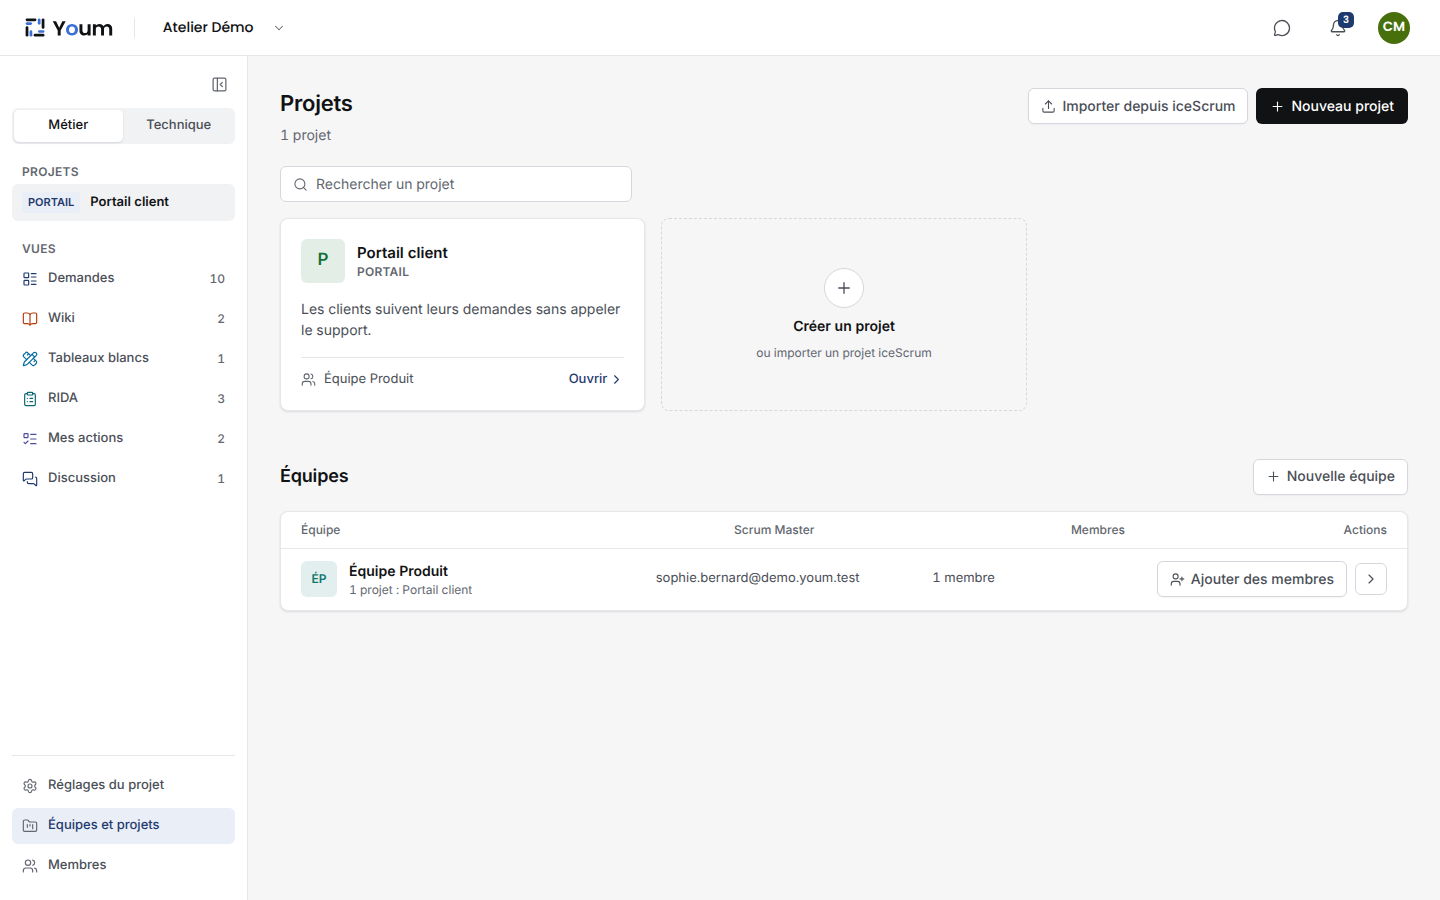 Youm
Atelier Démo
3
CM
Métier
Technique
PROJETS
PORTAIL
Portail client
VUES
Demandes
10
Wiki
2
Tableaux blancs
1
RIDA
3
Mes actions
2
Discussion
1
Réglages du projet
Équipes et projets
Membres
Projets
1 projet
Importer depuis iceScrum
Nouveau projet
Rechercher un projet
P
Portail client
PORTAIL
Les clients suivent leurs demandes sans appeler
le support.
Équipe Produit
Ouvrir
Créer un projet
ou importer un projet iceScrum
Équipes
Nouvelle équipe
Équipe
Scrum Master
Membres
Actions
ÉP
Équipe Produit
1 projet : Portail client
sophie.bernard@demo.youm.test
1 membre
Ajouter des membres